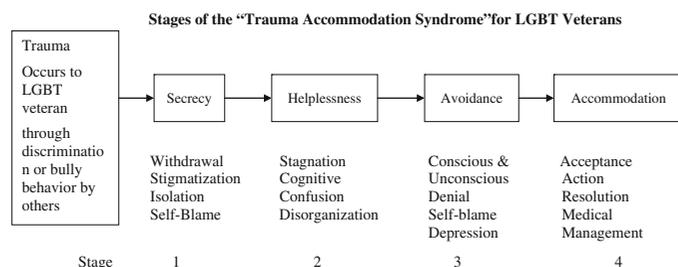 Stages of the “Trauma Accommodation Syndrome”for LGBT Veterans
Trauma
Occurs to
LGBT
veteran
through
discriminatio
n or bully
behavior by
others
Secrecy
Helplessness
Avoidance
Accommodation
Withdrawal
Stigmatization
Isolation
Self-Blame
Stagnation
Cognitive
Confusion
Disorganization
Conscious &
Unconscious
Denial
Self-blame
Depression
Acceptance
Action
Resolution
Medical
Management
Stage 1 2 3 4